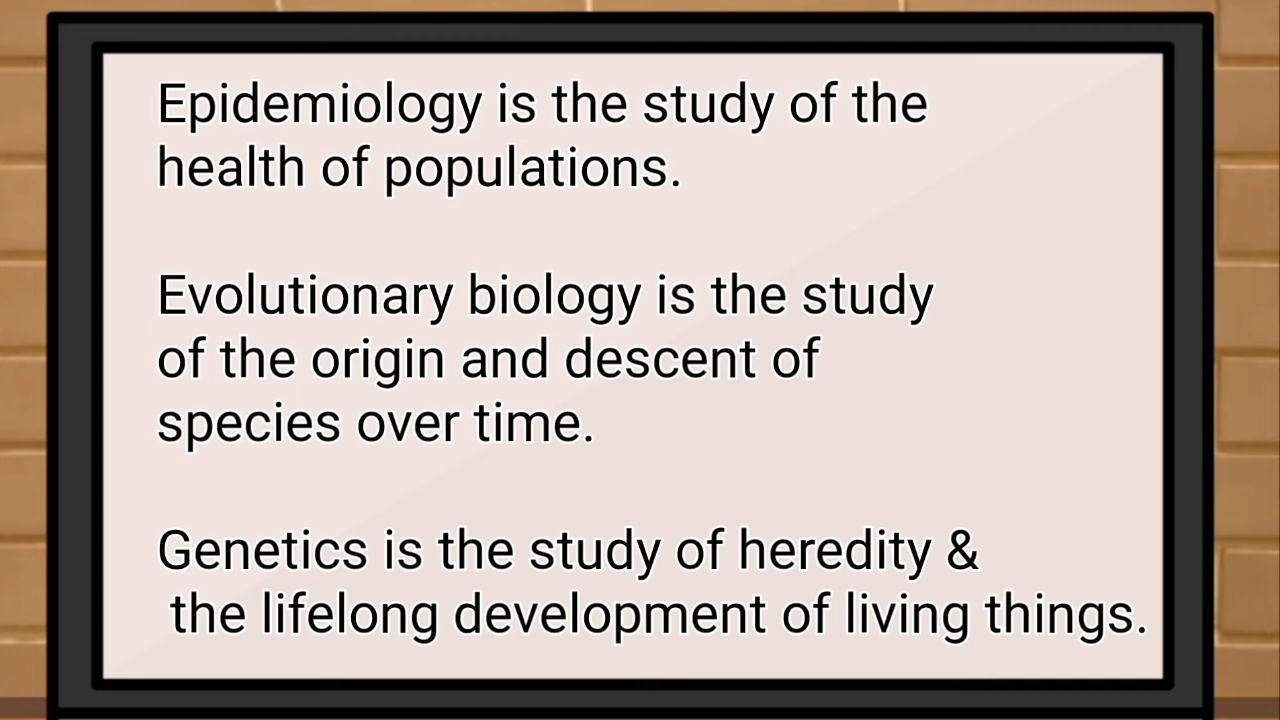 Epidemiology is the study of the
health of populations.
Evolutionary biology is the study
of the origin and descent of
species over time.
Genetics is the study of heredity &
the lifelong development of living things.